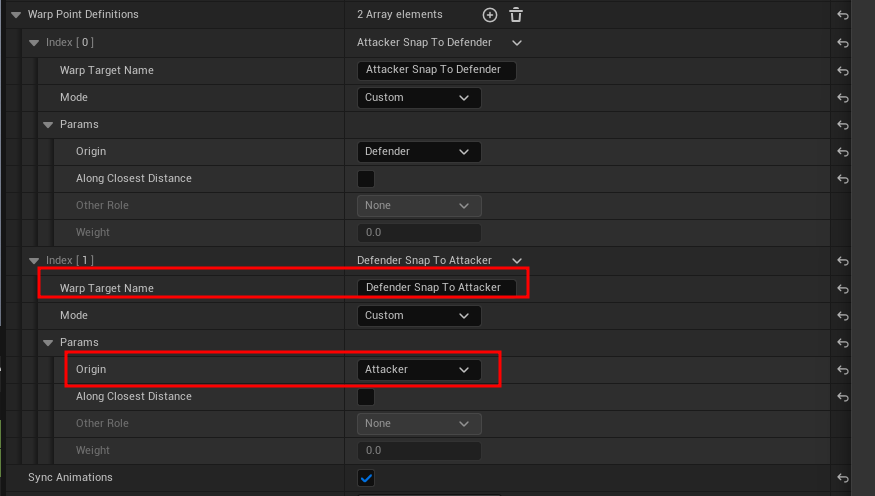 Warp Point Definitions 2 Array elements
Index [ 0 ] Attacker Snap To Defender
Warp Target Name Attacker Snap To Defender
Mode Custom
Params
Origin Defender
Along Closest Distance
Other Role None
Weight 0.0
Index [ 1 ] Defender Snap To Attacker
Warp Target Name Defender Snap To Attacker
Mode Custom
Params
Origin Attacker
Along Closest Distance
Other Role None
Weight 0.0
Sync Animations